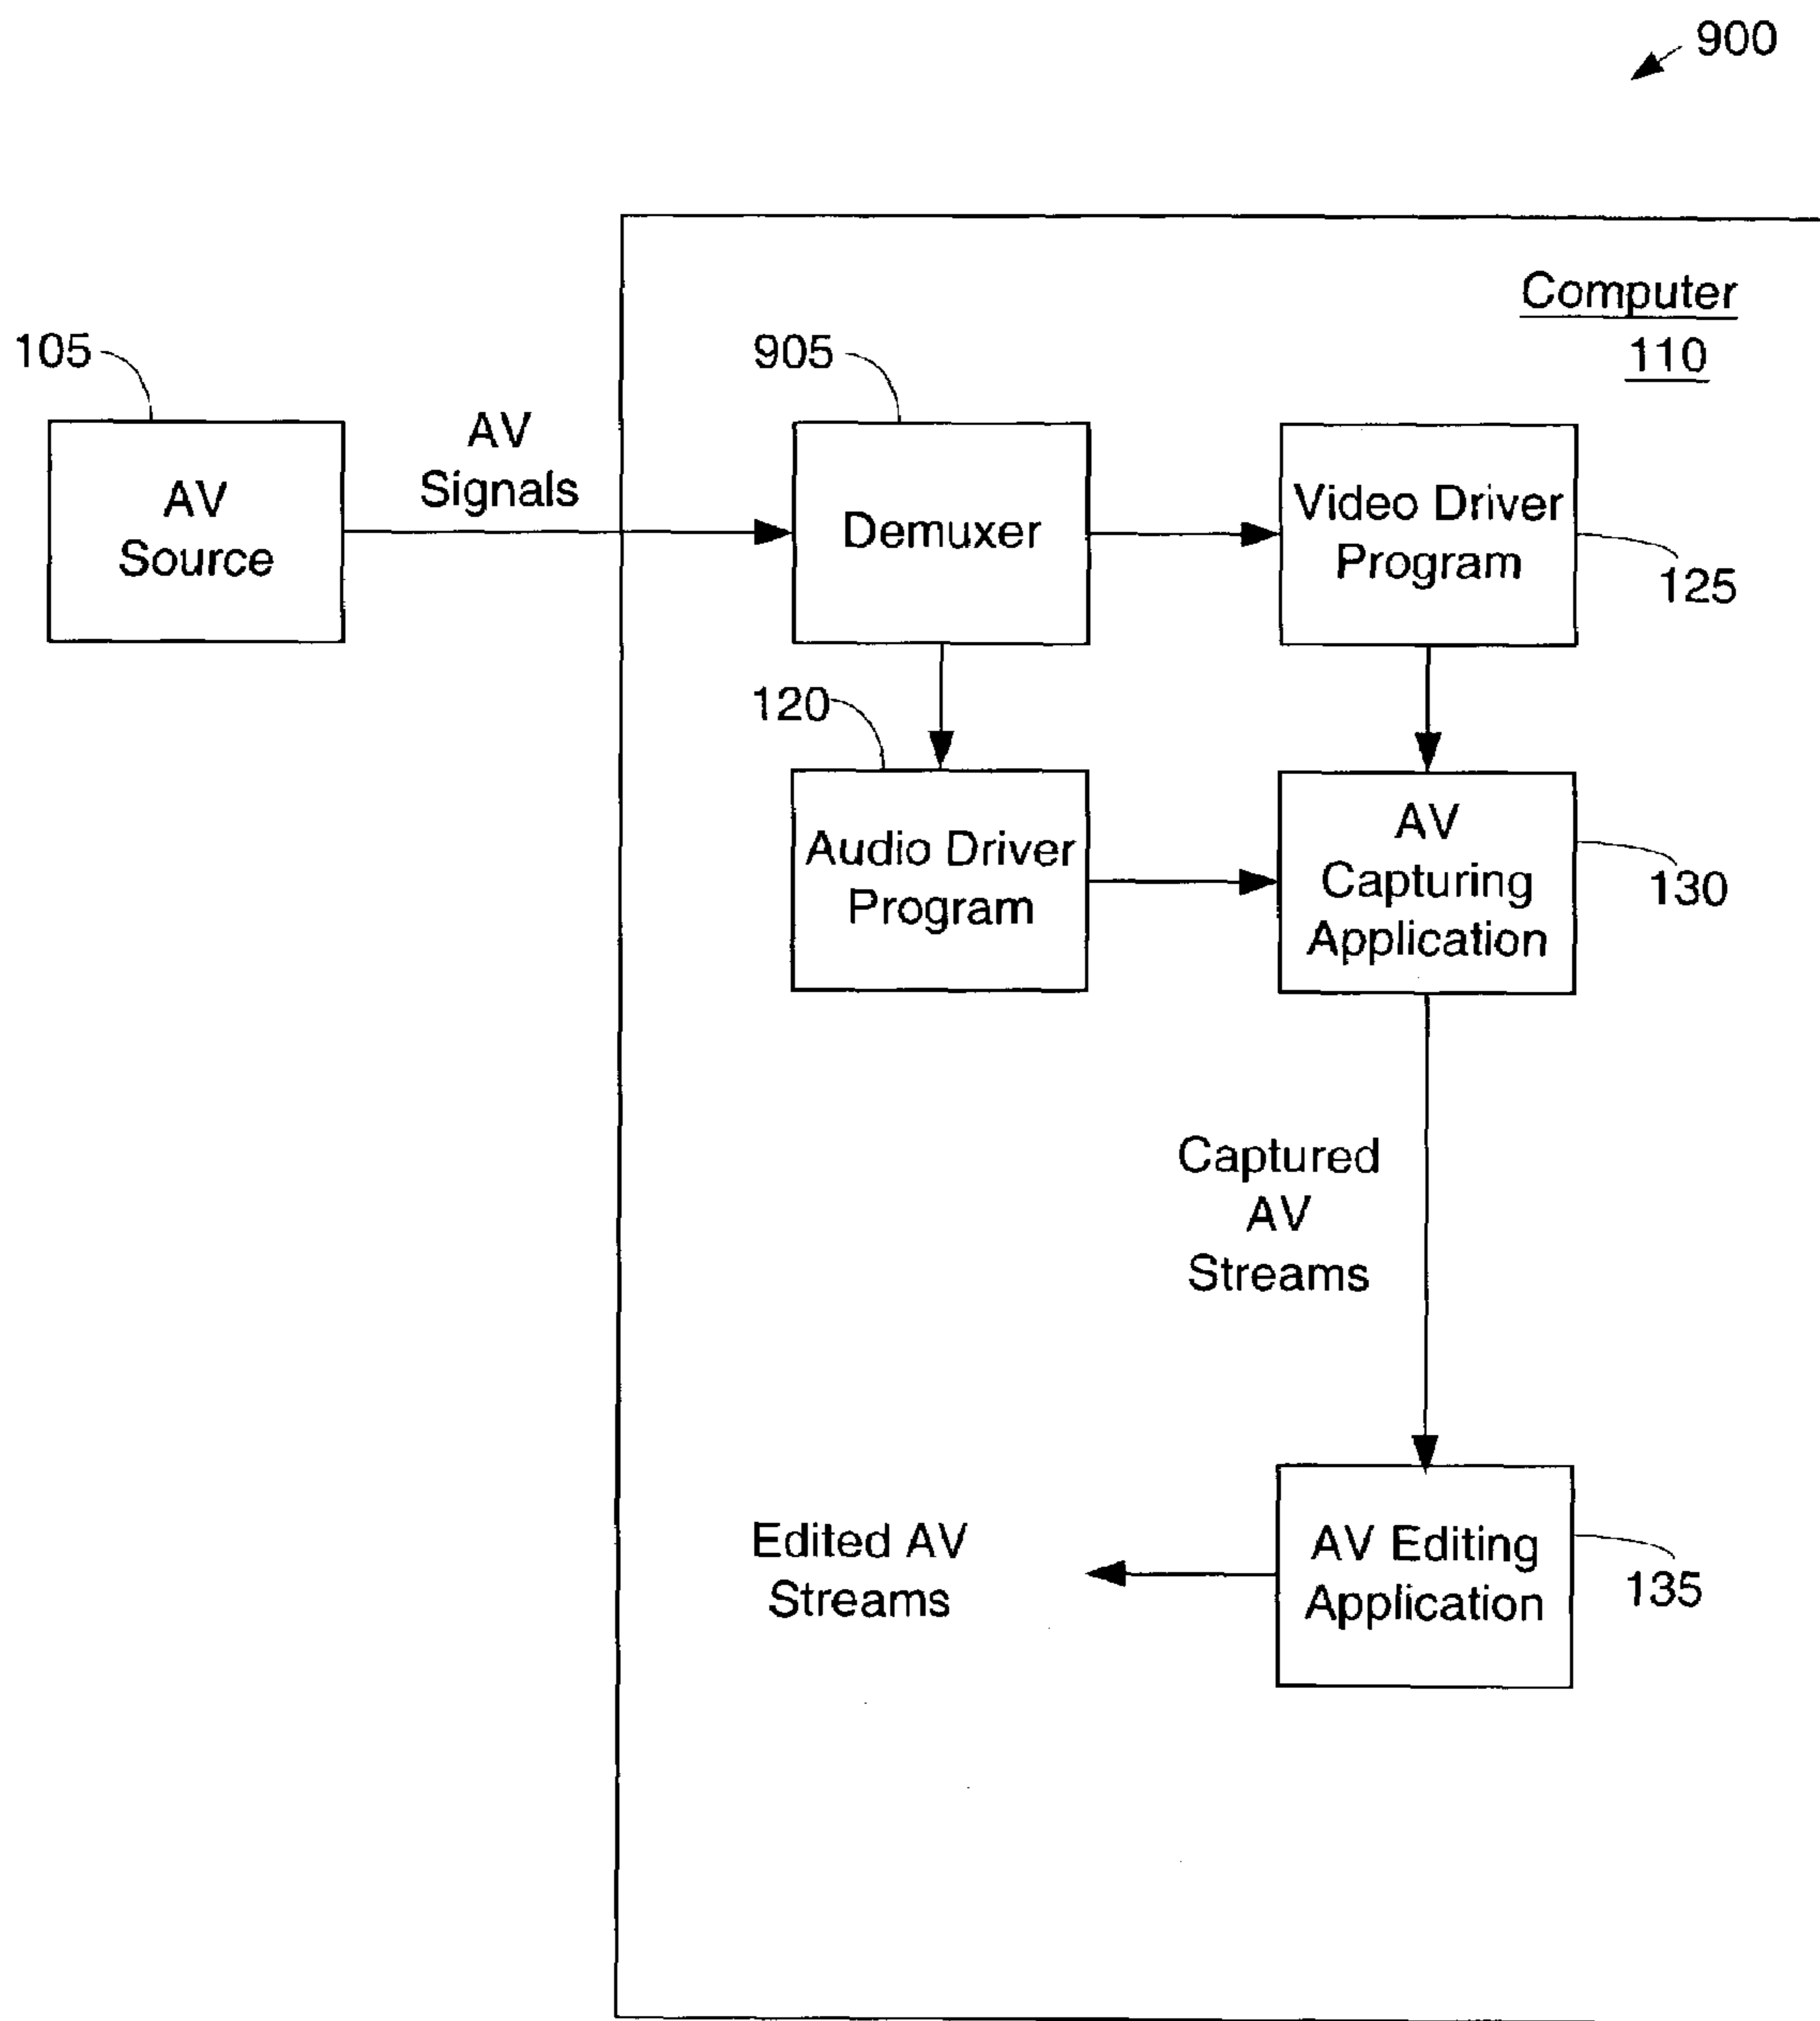 900
Computer
110
105
905
AV
Signals
AV
Source
Demuxer
Video Driver
Program
125
120
Audio Driver
Program
AV
Capturing
Application
130
Captured
AV
Streams
Edited AV
Streams
AV Editing
Application
135